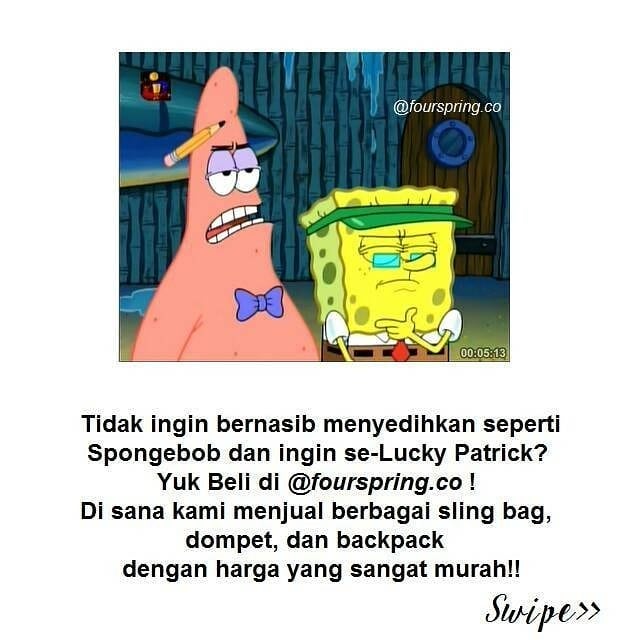 @fourspring.co
00:05:13
Tidak ingin bernasib menyedihkan seperti
Spongebob dan ingin se-Lucky Patrick?
Yuk Beli di @fourspring.co !
Di sana kami menjual berbagai sling bag,
dompet, dan backpack
dengan harga yang sangat murah!!
Swipe>>